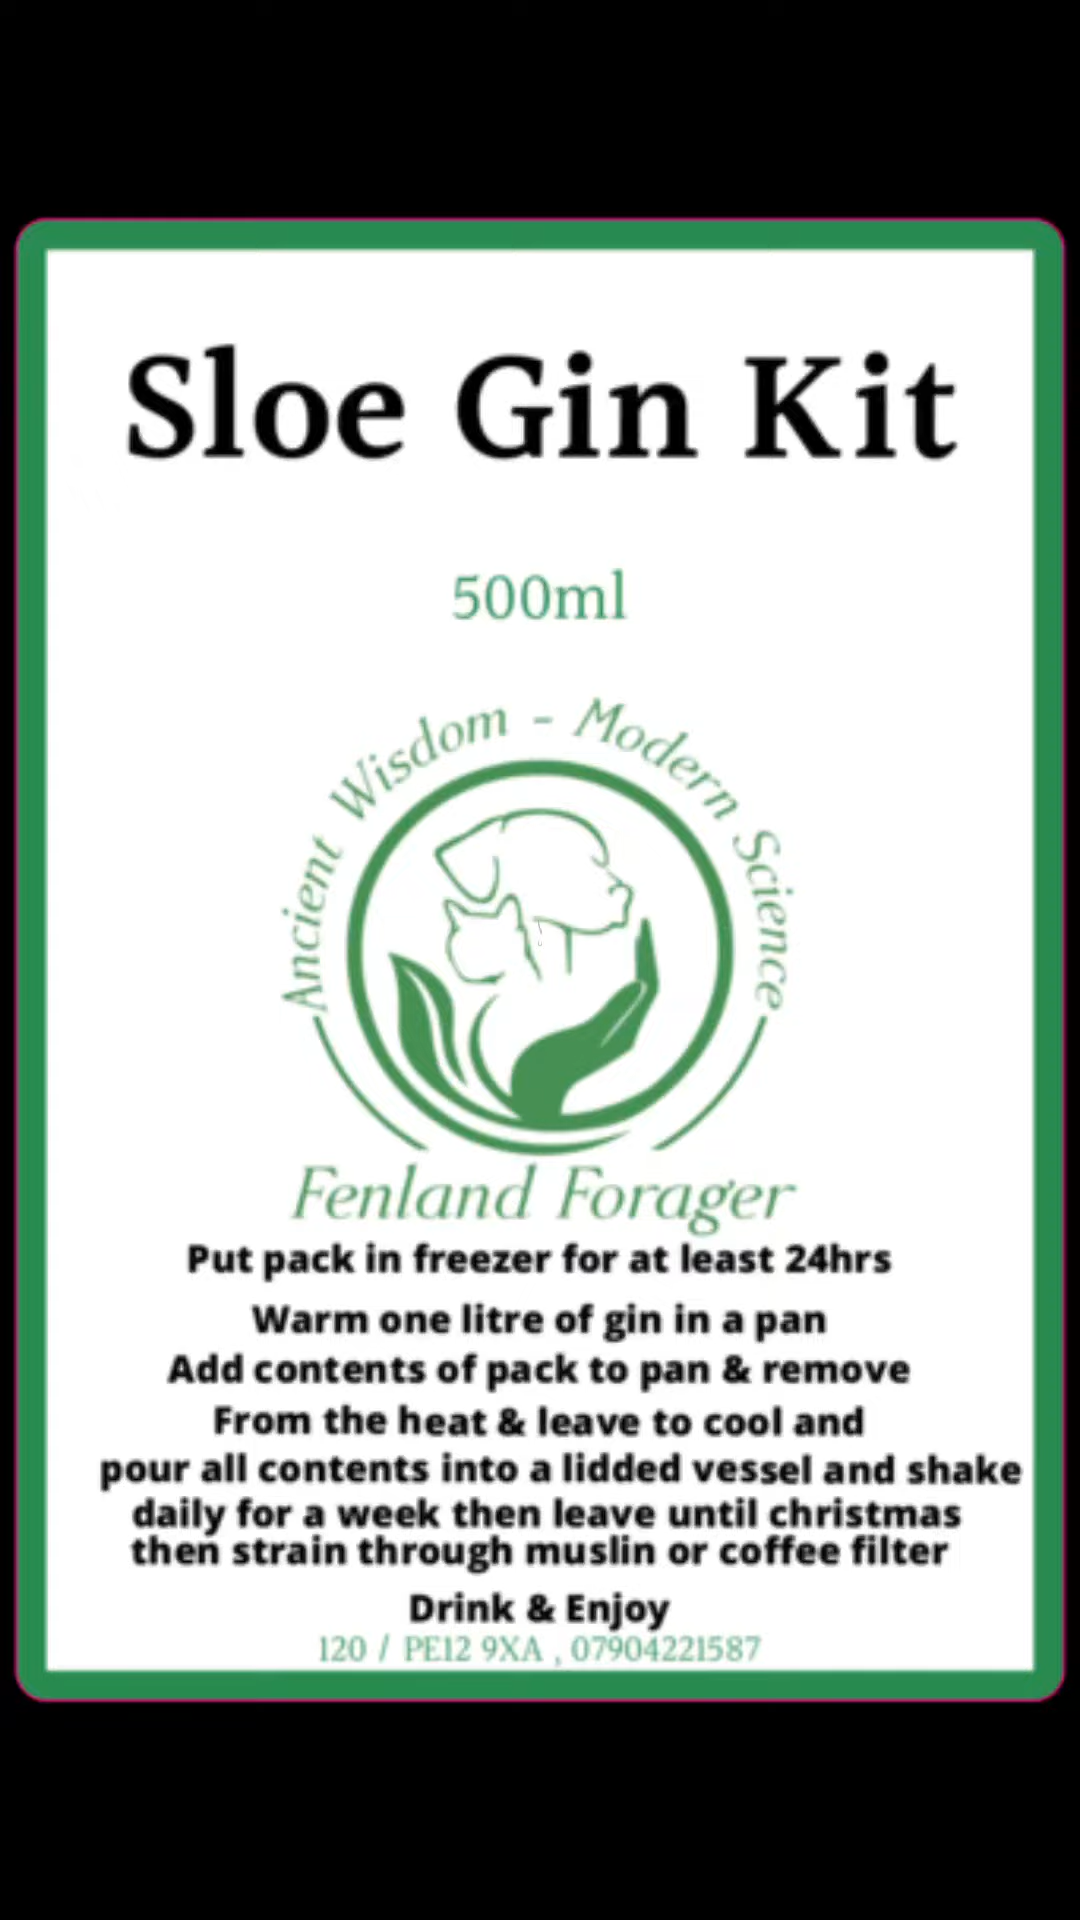 Sloe Gin Kit
500ml
Ancient Wisdom - Modern Science
Fenland Forager
Put pack in freezer for at least 24hrs
Warm one litre of gin in a pan
Add contents of pack to pan & remove
From the heat & leave to cool and
pour all contents into a lidded vessel and shake
daily for a week then leave until christmas
then strain through muslin or coffee filter
Drink & Enjoy
120 / PE12 9XA , 07904221587